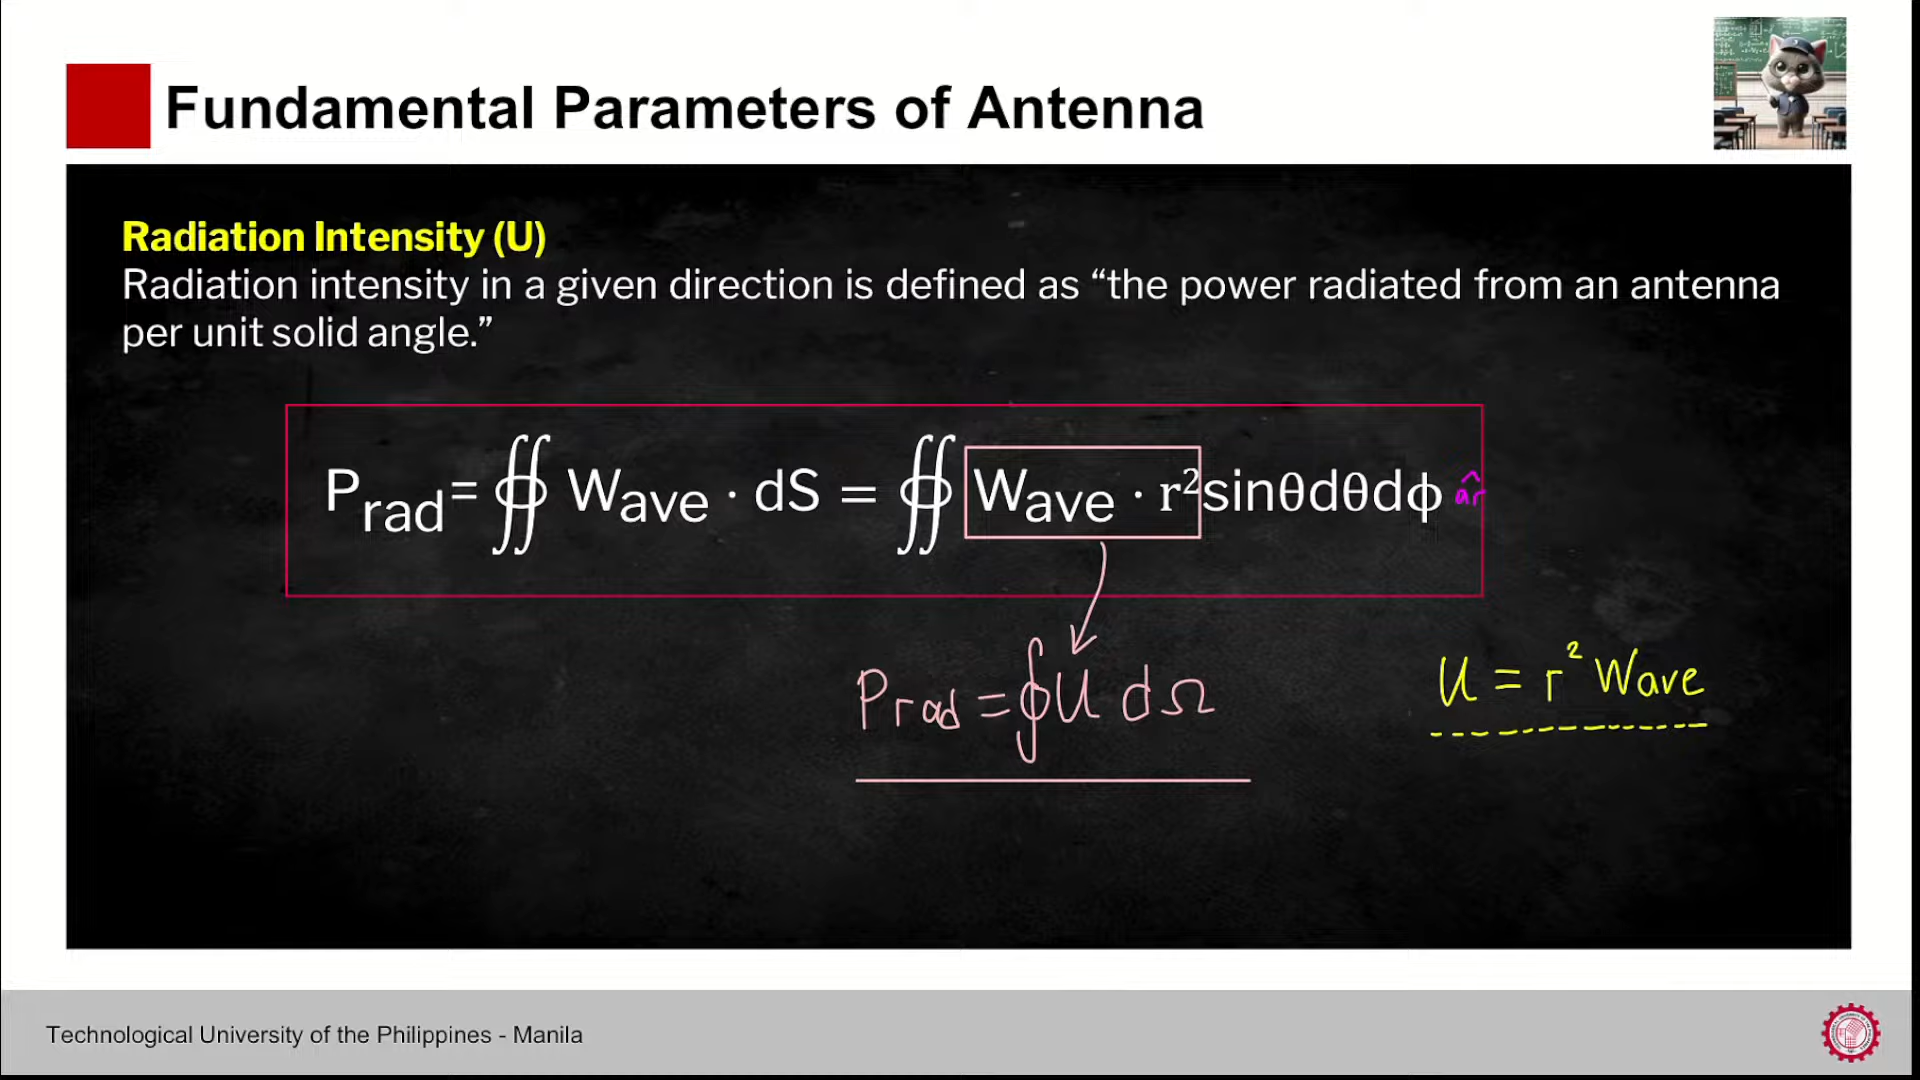 Fundamental Parameters of Antenna
Radiation Intensity (U)
Radiation intensity in a given direction is defined as “the power radiated from an antenna
per unit solid angle.”
Prad= ∯ Wave · dS = ∯ Wave · r²sinθdθdϕ âr
Prad = ∮U dΩ
U = r² Wave
Technological University of the Philippines - Manila